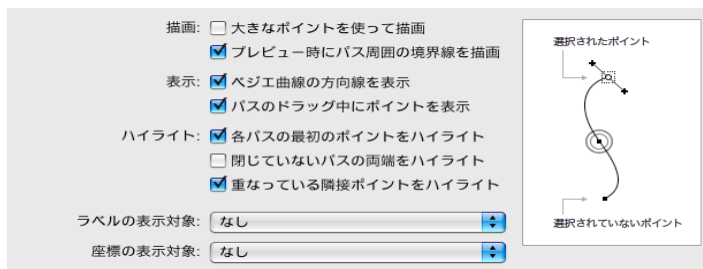 描画: 大きなポイントを使って描画
プレビュー時にパス周囲の境界線を描画
表示: ベジエ曲線の方向線を表示
パスのドラッグ中にポイントを表示
ハイライト: 各パスの最初のポイントをハイライト
閉じていないパスの両端をハイライト
重なっている隣接ポイントをハイライト
ラベルの表示対象: なし
座標の表示対象: なし
選択されたポイント
選択されていないポイント